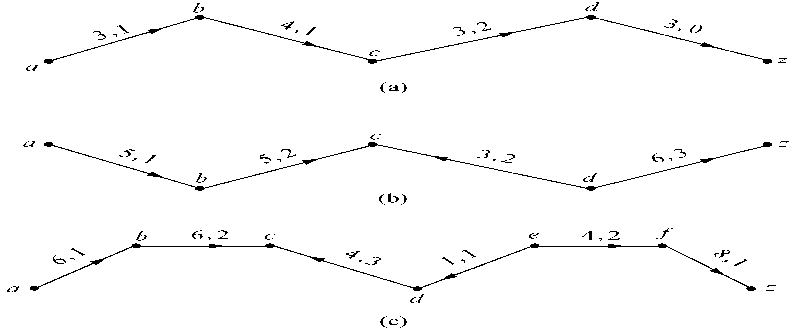 b d
3,1 4,1 3,2 3,0
a c z
(a)
a c z
5,1 5,2 3,2 6,3
b d
(b)
b c e f
6,1 6,2 4,3 1,1 4,2 8,1
a d z
(c)